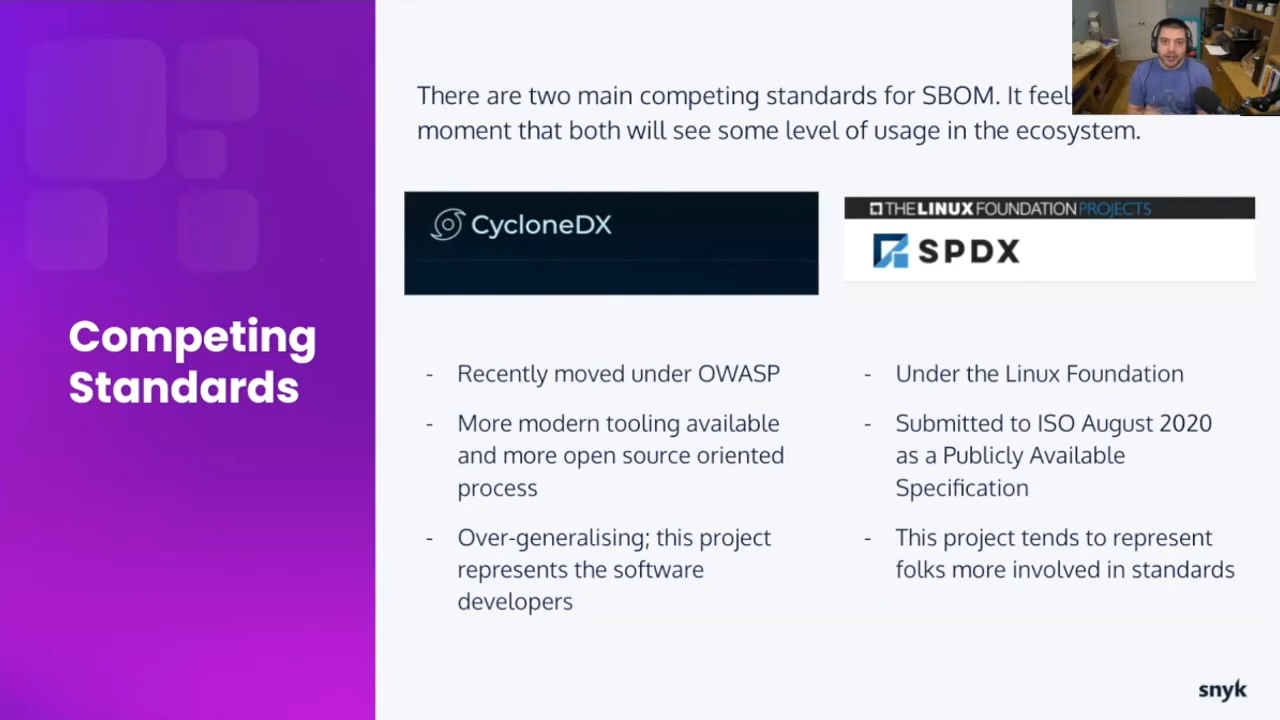 Competing
Standards
There are two main competing standards for SBOM. It feels
moment that both will see some level of usage in the ecosystem.
CycloneDX
THE LINUX FOUNDATION PROJECTS
SPDX
- Recently moved under OWASP
- More modern tooling available
and more open source oriented
process
- Over-generalising; this project
represents the software
developers
- Under the Linux Foundation
- Submitted to ISO August 2020
as a Publicly Available
Specification
- This project tends to represent
folks more involved in standards
snyk